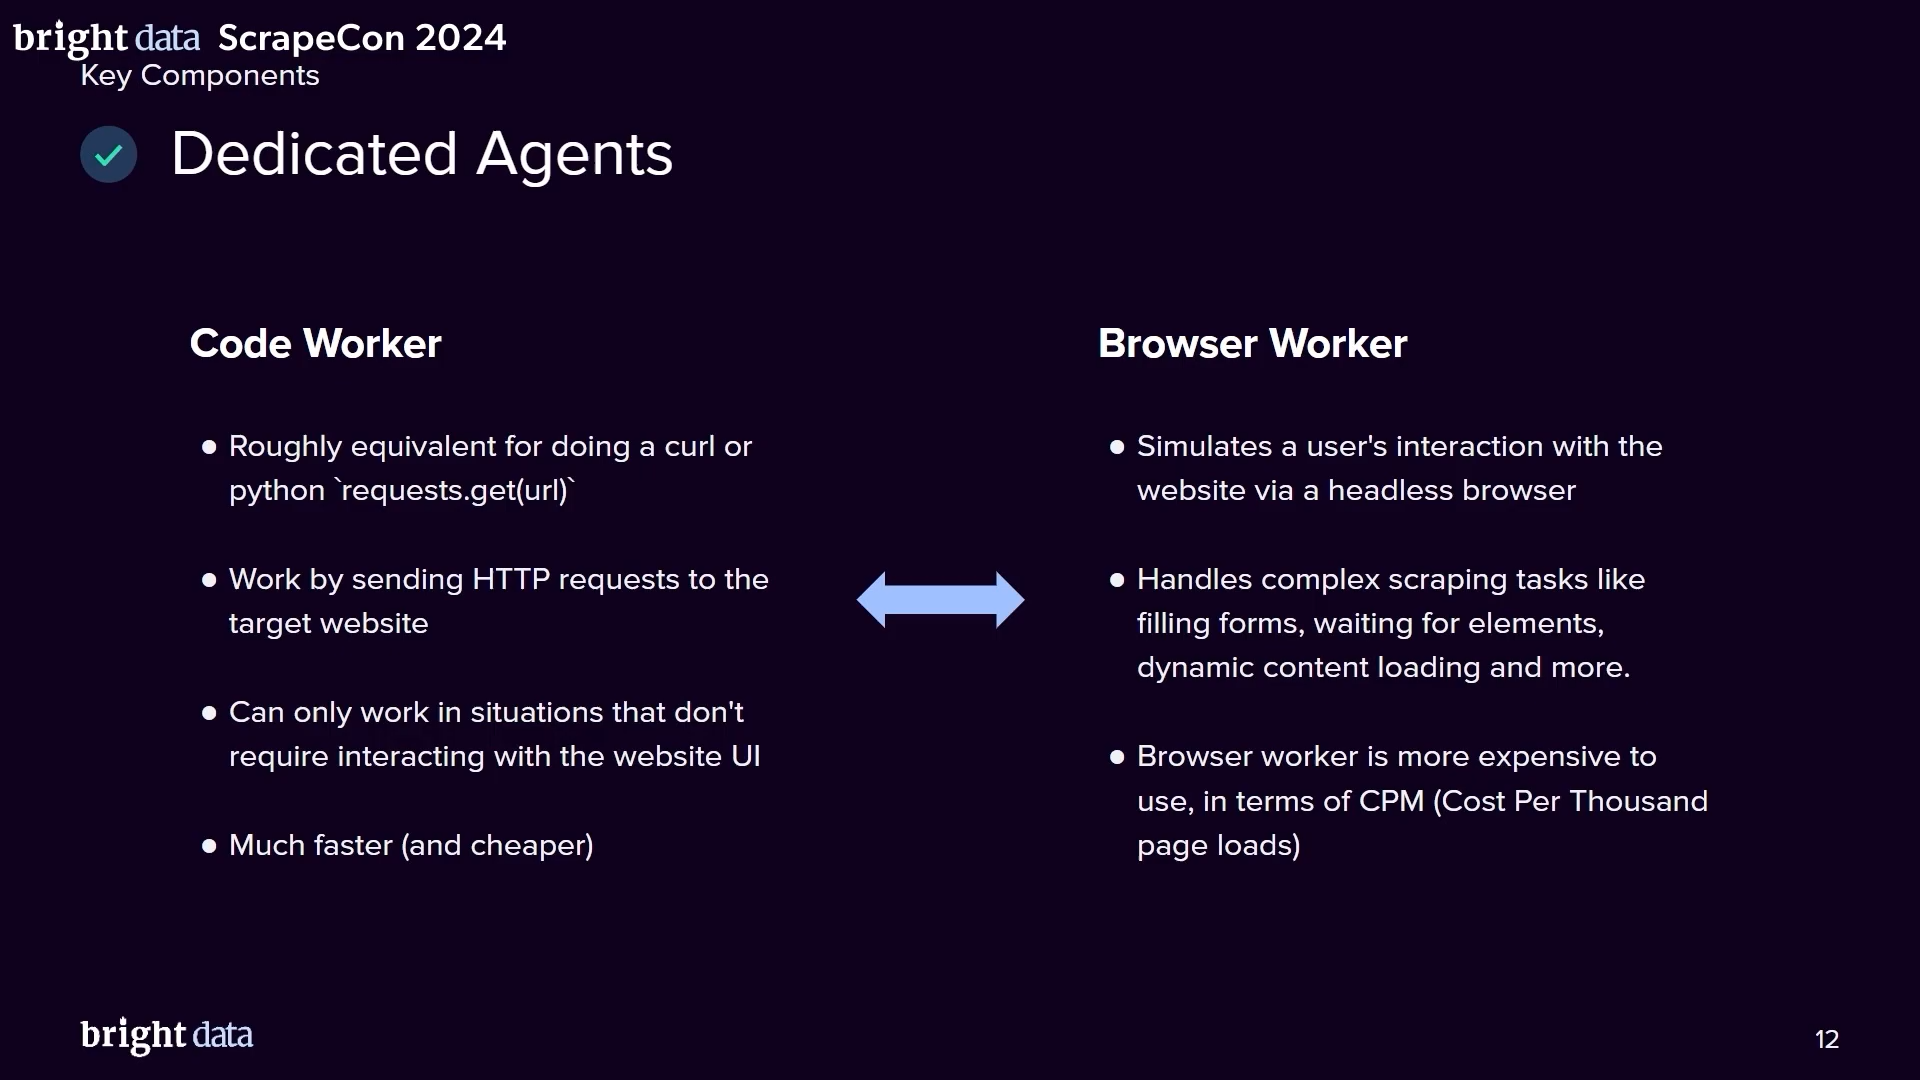 bright data ScrapeCon 2024
Key Components
Dedicated Agents
Code Worker
● Roughly equivalent for doing a curl or
python `requests.get(url)`
● Work by sending HTTP requests to the
target website
● Can only work in situations that don't
require interacting with the website UI
● Much faster (and cheaper)
Browser Worker
● Simulates a user's interaction with the
website via a headless browser
● Handles complex scraping tasks like
filling forms, waiting for elements,
dynamic content loading and more.
● Browser worker is more expensive to
use, in terms of CPM (Cost Per Thousand
page loads)
bright data
12